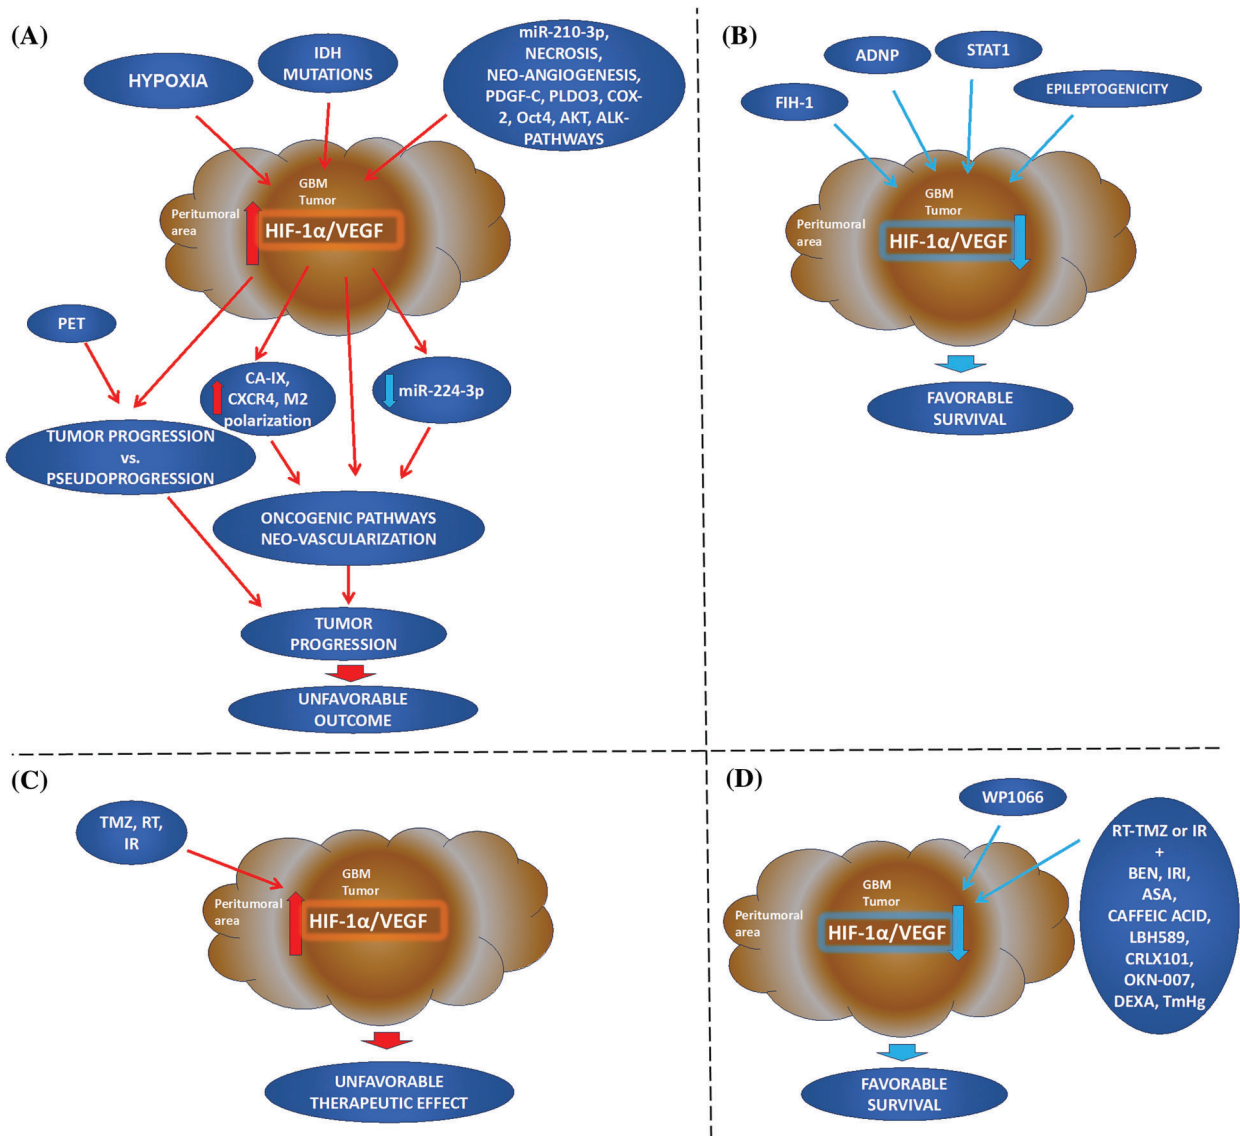 (A)
HYPOXIA
IDH
MUTATIONS
miR-210-3p,
NECROSIS,
NEO-ANGIOGENESIS,
PDGF-C, PLDO3, COX-
2, Oct4, AKT, ALK-
PATHWAYS
GBM
Tumor
Peritumoral
area
HIF-1α/VEGF
PET
CA-IX,
CXCR4, M2
polarization
miR-224-3p
TUMOR PROGRESSION
vs.
PSEUDOPROGRESSION
ONCOGENIC PATHWAYS
NEO-VASCULARIZATION
TUMOR
PROGRESSION
UNFAVORABLE
OUTCOME
(B)
FIH-1
ADNP
STAT1
EPILEPTOGENICITY
GBM
Tumor
Peritumoral
area
HIF-1α/VEGF
FAVORABLE
SURVIVAL
(C)
TMZ, RT,
IR
GBM
Tumor
Peritumoral
area
HIF-1α/VEGF
UNFAVORABLE
THERAPEUTIC EFFECT
(D)
WP1066
RT-TMZ or IR
+
BEN, IRI,
ASA,
CAFFEIC ACID,
LBH589,
CRLX101,
OKN-007,
DEXA, TmHg
GBM
Tumor
Peritumoral
area
HIF-1α/VEGF
FAVORABLE
SURVIVAL